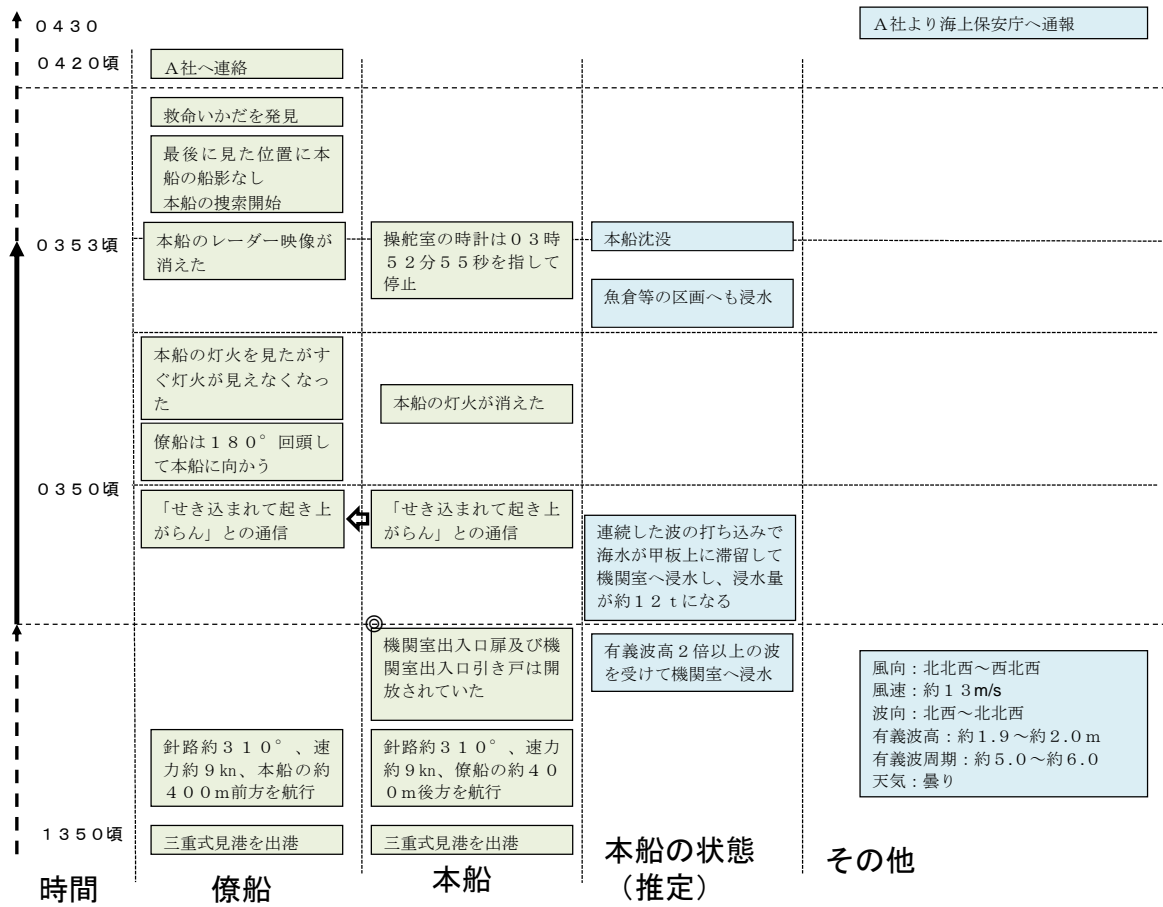 ０４３０
Ａ社より海上保安庁へ通報
０４２０頃
Ａ社へ連絡
救命いかだを発見
最後に見た位置に本
船の船影なし
本船の捜索開始
０３５３頃
本船のレーダー映像が
消えた
操舵室の時計は０３時
５２分５５秒を指して
停止
本船沈没
魚倉等の区画へも浸水
本船の灯火を見たがす
ぐ灯火が見えなくなっ
た
本船の灯火が消えた
僚船は１８０°回頭し
て本船に向かう
０３５０頃
「せき込まれて起き上
がらん」との通信
「せき込まれて起き上
がらん」との通信
連続した波の打ち込みで
海水が甲板上に滞留して
機関室へ浸水し、浸水量
が約１２ｔになる
機関室出入口扉及び機
関室出入口引き戸は開
放されていた
有義波高２倍以上の波
を受けて機関室へ浸水
風向：北北西～西北西
風速：約１３m/s
波向：北西～北北西
有義波高：約１.９～約２.０ｍ
有義波周期：約５.０～約６.０
天気：曇り
針路約３１０°、速
力約９㏏、本船の約
４００ｍ前方を航行
針路約３１０°、速力
約９㏏、僚船の約４０
０ｍ後方を航行
１３５０頃
三重式見港を出港
三重式見港を出港
時間
僚船
本船
本船の状態
（推定）
その他